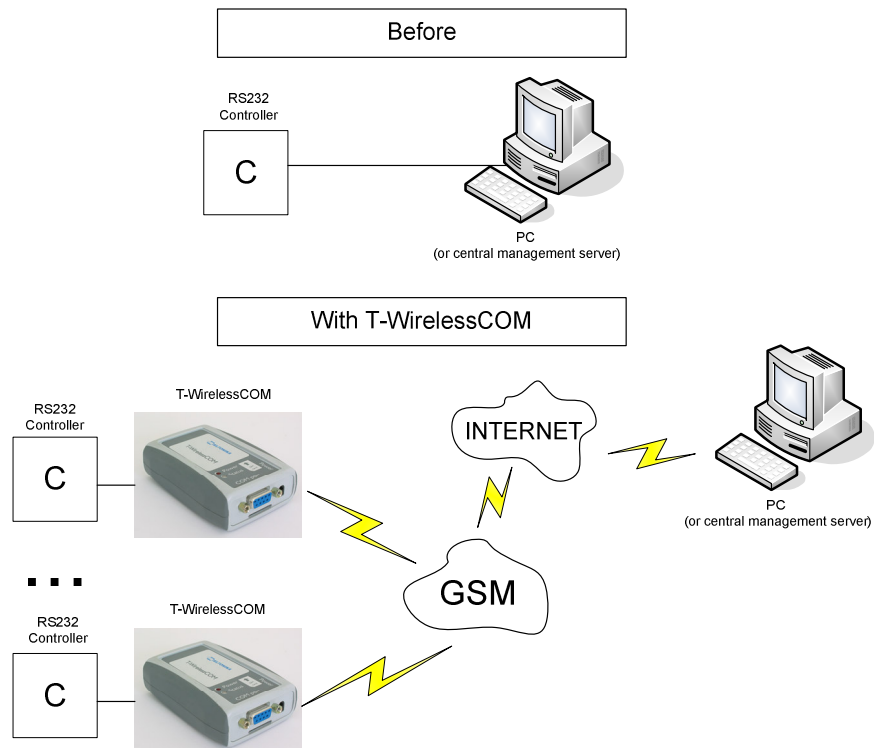 Before
RS232
Controller
C
PC
(or central management server)
With T-WirelessCOM
T-WirelessCOM
RS232
Controller
C
INTERNET
PC
(or central management server)
GSM
...
T-WirelessCOM
RS232
Controller
C